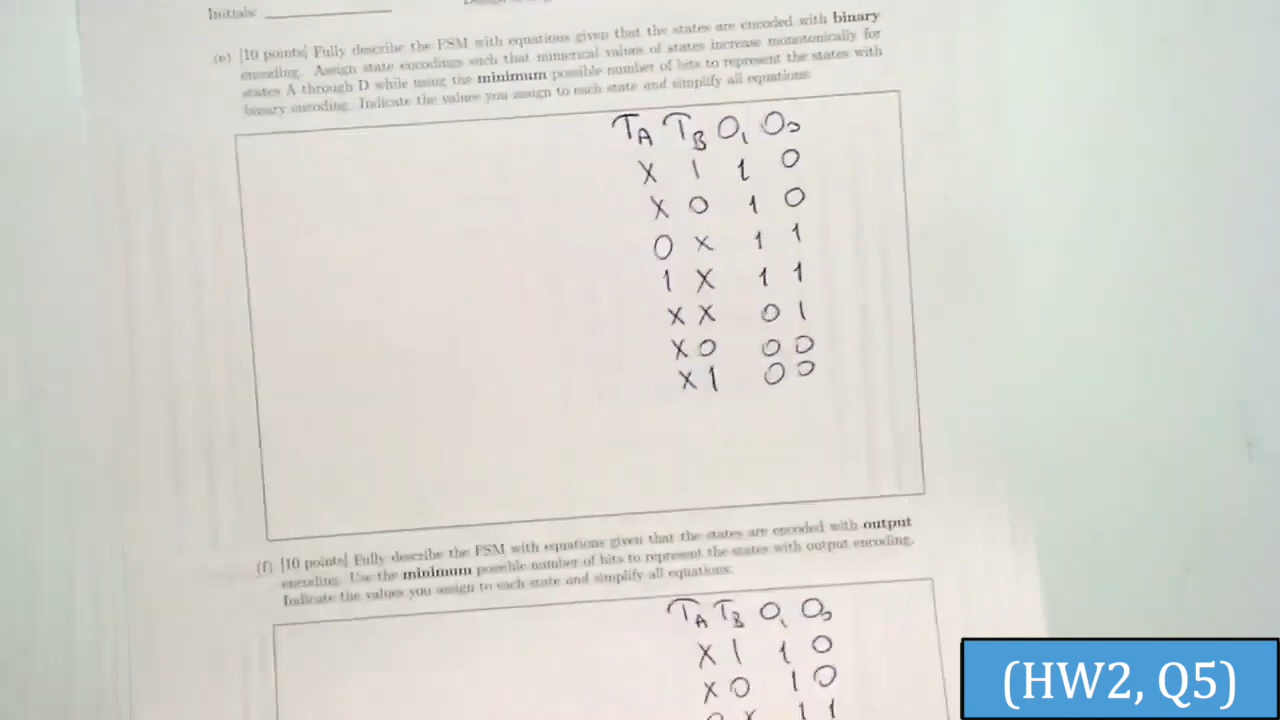 Initials:
(e) [10 points] Fully describe the FSM with equations given that the states are encoded with binary
encoding. Assign state encodings such that numerical values of states increase monotonically for
states A through D while using the minimum possible number of bits to represent the states with
binary encoding. Indicate the values you assign to each state and simplify all equations:
TA TB O1 O0
X 1 1 0
X 0 1 0
0 X 1 1
1 X 1 1
X X 0 1
X 0 0 0
X 1 0 0
(f) [10 points] Fully describe the FSM with equations given that the states are encoded with output
encoding. Use the minimum possible number of bits to represent the states with output encoding.
Indicate the values you assign to each state and simplify all equations:
TA TB O1 O0
X 1 1 0
X 0 1 0
0 X 1 1
(HW2, Q5)